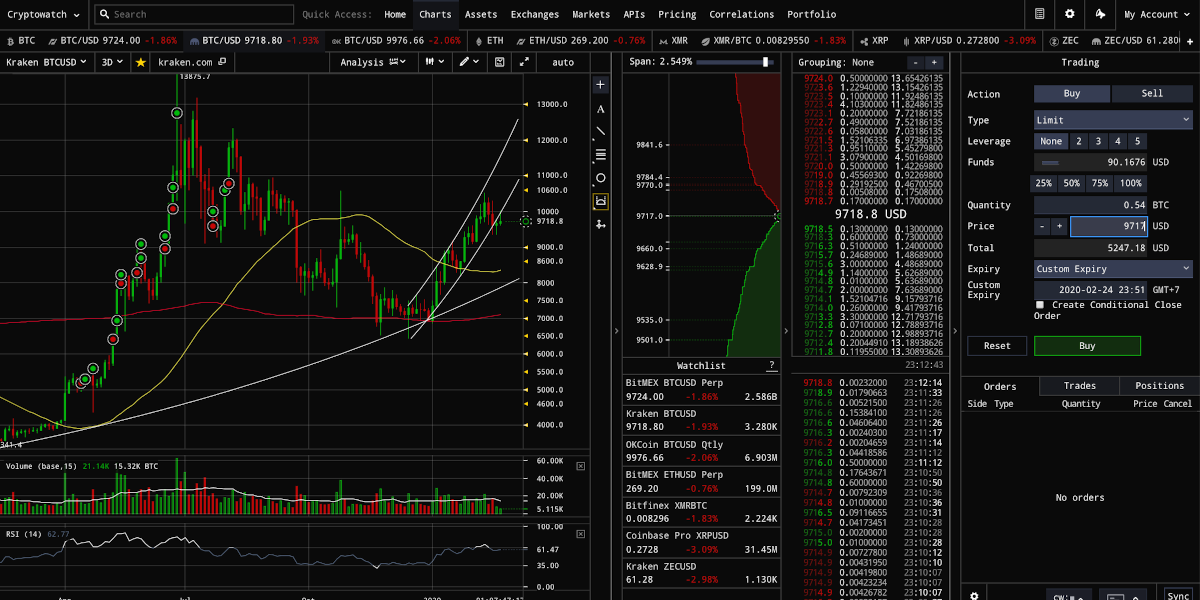 Cryptowatch Search Quick Access: Home Charts Assets Exchanges Markets APIs Pricing Correlations Portfolio My Account
BTC BTC/USD 9724.00 -1.86% BTC/USD 9718.80 -1.93% BTC/USD 9976.66 -2.06% ETH ETH/USD 269.200 -0.76% XMR XMR/BTC 0.00829550 -1.83% XRP XRP/USD 0.272800 -3.09% ZEC ZEC/USD 61.280
Kraken BTCUSD 3D kraken.com Analysis auto
13875.7
13000.0
12000.0
11000.0
10600.0
10000.0
9718.8
9000.0
8600.0
8000.0
7500.0
7000.0
6000.0
5500.0
5000.0
4600.0
4000.0
341.4
A
Volume (base,15) 21.14K 15.32K BTC
60.00K
40.00K
20.00K
5.115K
RSI (14) 62.77
100.00
61.47
35.00
0.00
Jul Oct 2020
Span: 2.549%
9841.6
9784.4
9770.0
9717.0
9660.0
9628.9
9535.0
9501.0
Watchlist ?
BitMEX BTCUSD Perp
9724.00 -1.86% 2.586B
Kraken BTCUSD
9718.80 -1.93% 3.280K
OKCoin BTCUSD Qtly
9976.66 -2.06% 6.903M
BitMEX ETHUSD Perp
269.20 -0.76% 199.0M
Bitfinex XMRBTC
0.008296 -1.83% 2.224K
Coinbase Pro XRPUSD
0.2728 -3.09% 31.45M
Kraken ZECUSD
61.28 -2.98% 1.130K
Grouping: None - +
9724.0 0.50000000 13.65426135
9723.6 1.22940000 13.15426135
9723.5 0.10000000 11.92486135
9723.4 4.10300000 11.82486135
9723.1 0.20000000 7.72186135
9722.7 0.49000000 7.52186135
9722.6 0.05800000 7.03186135
9721.5 1.52106335 6.97386135
9721.3 0.95110000 5.45279800
9721.1 3.07900000 4.50169800
9720.0 0.50000000 1.42269800
9719.0 0.45569300 0.92269800
9718.9 0.29192500 0.46700500
9718.8 0.00500000 0.17508000
9718.7 0.17000000
9718.8 USD
9718.5 0.13000000 0.13000000
9718.3 0.60000000 0.73000000
9716.3 0.51000000 1.24000000
9715.7 0.24689000 1.48689000
9715.6 3.00000000 4.48689000
9714.9 1.14000000 5.62689000
9714.8 0.01000000 5.63689000
9714.7 2.00000000 7.63689000
9714.1 1.52104716 9.15793716
9714.0 0.26000000 9.41793716
9713.3 3.30000000 12.71793716
9712.8 0.07100000 12.78893716
9712.7 0.20000000 12.98893716
9712.4 0.20044910 13.18938626
9711.8 0.11955000 13.30893626
23:12:43
9718.8 0.00232000 23:12:14
9718.9 0.01790663 23:11:33
9716.6 0.00521500 23:11:26
9716.6 0.15384100 23:11:26
9716.6 0.04606400 23:11:26
9716.3 0.00240300 23:11:17
9716.2 0.00204659 23:11:14
9716.3 0.04418586 23:11:12
9716.0 0.50000000 23:11:12
9714.8 0.17643671 23:10:50
9714.8 0.60000000 23:10:50
9714.7 0.00792309 23:10:36
9714.8 0.01000000 23:10:36
9716.5 0.09116655 23:10:31
9714.7 0.04173451 23:10:28
9715.0 0.00200000 23:10:28
9715.0 0.01000000 23:10:28
9714.9 0.00727800 23:10:12
9714.9 0.00431950 23:10:10
9714.9 0.00419800 23:10:07
9714.9 0.00423234 23:10:07
9714.9 0.00426782 23:10:07
Trading
Action Buy Sell
Type Limit
Leverage None 2 3 4 5
Funds 90.1676 USD
25% 50% 75% 100%
Quantity 0.54 BTC
Price - + 9717 USD
Total 5247.18 USD
Expiry Custom Expiry
Custom Expiry 2020-02-24 23:51 GMT+7
Create Conditional Close Order
Reset Buy
Orders Trades Positions
Side Type Quantity Price Cancel
No orders
Sync